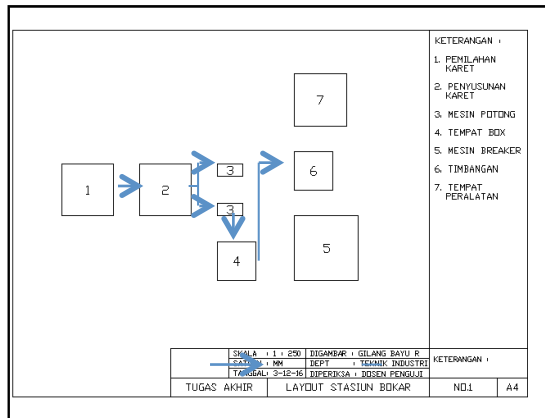 KETERANGAN :
1. PEMILAHAN
KARET
2. PENYUSUNAN
KARET
3. MESIN POTONG
4. TEMPAT BOX
5. MESIN BREAKER
6. TIMBANGAN
7. TEMPAT
PERALATAN
7
3
6
1
2
3
4
5
SKALA : 1 : 250 DIGAMBAR : GILANG BAYU R
SATUAN : MM DEPT : TEKNIK INDUSTRI
TANGGAL: 3-12-16 DIPERIKSA : DOSEN PENGUJI
KETERANGAN :
TUGAS AKHIR LAYOUT STASIUN BOKAR NO.1 A4